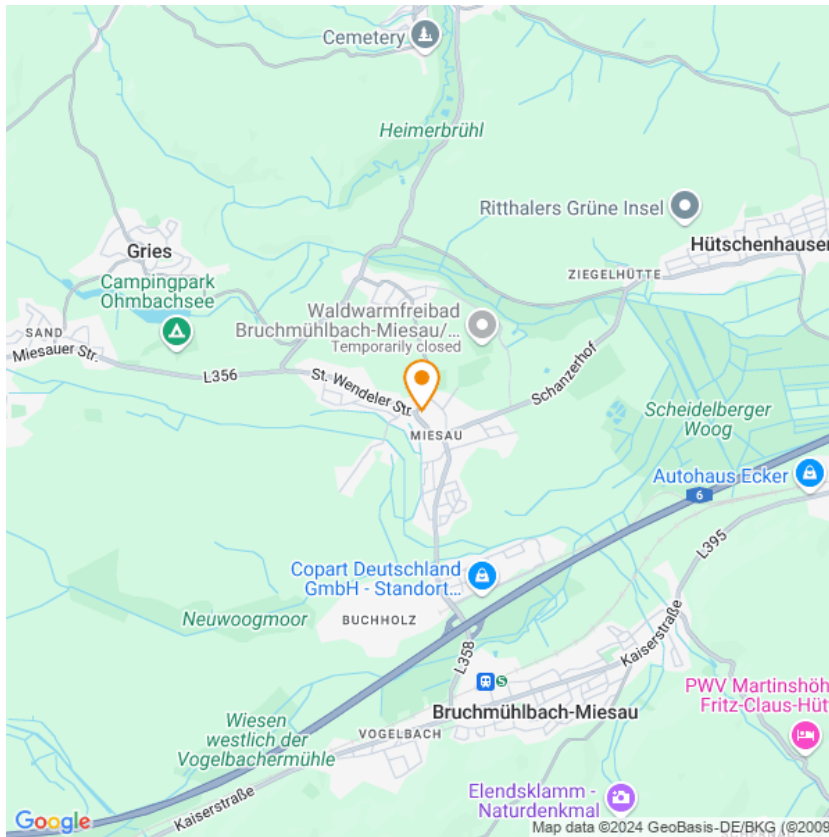 Cemetery
Heimerbrühl
Ritthalers Grüne Insel
Gries
Hütschenhausen
ZIEGELHÜTTE
Campingpark
Ohmbachsee
Waldwarmfreibad
Bruchmühlbach-Miesau/...
Temporarily closed
SAND
Miesauer Str.
L356
St. Wendeler Str.
Schanzerhof
MIESAU
Scheidelberger
Woog
Autohaus Ecker
6
L395
Copart Deutschland
GmbH - Standort...
Neuwoogmoor
BUCHHOLZ
L358
Kaiserstraße
S
Bruchmühlbach-Miesau
PWV Martinshöh
Fritz-Claus-Hütt
Wiesen
westlich der
Vogelbachermühle
VOGELBACH
Kaiserstraße
Elendsklamm -
Naturdenkmal
Google
Map data ©2024 GeoBasis-DE/BKG (©2009